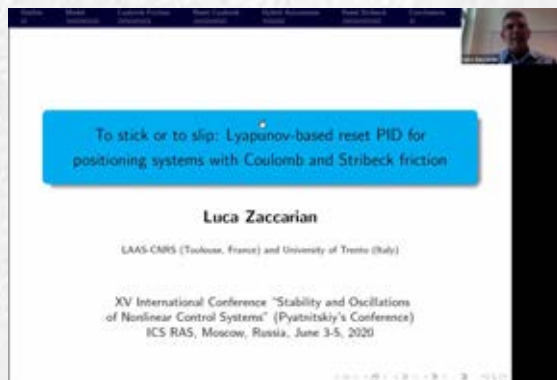 To stick or to slip: Lyapunov-based reset PID for
positioning systems with Coulomb and Stribeck friction
Luca Zaccarian
LAAS-CNRS (Toulouse, France) and University of Trento (Italy)
XV International Conference "Stability and Oscillations
of Nonlinear Control Systems" (Pyatnitskiy's Conference)
ICS RAS, Moscow, Russia, June 3-5, 2020